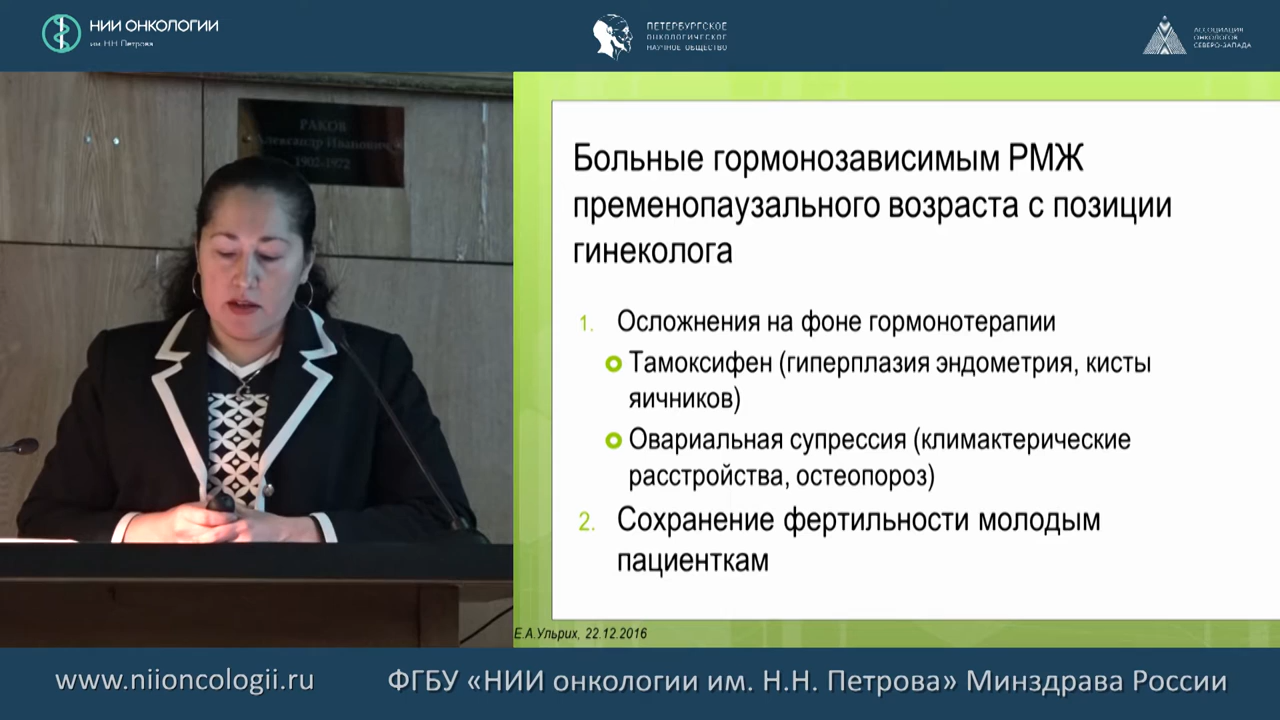 НИИ ОНКОЛОГИИ
им. Н.Н. Петрова
ПЕТЕРБУРГСКОЕ
ОНКОЛОГИЧЕСКОЕ
НАУЧНОЕ ОБЩЕСТВО
АССОЦИАЦИЯ
ОНКОЛОГОВ
СЕВЕРО-ЗАПАДА
РАКОВ
Александр Иванович
1902-1972
Больные гормонозависимым РМЖ
пременопаузального возраста с позиции
гинеколога
1. Осложнения на фоне гормонотерапии
Тамоксифен (гиперплазия эндометрия, кисты
яичников)
Овариальная супрессия (климактерические
расстройства, остеопороз)
2. Сохранение фертильности молодым
пациенткам
Е.А.Ульрих, 22.12.2016
www.niioncologii.ru
ФГБУ «НИИ онкологии им. Н.Н. Петрова» Минздрава России